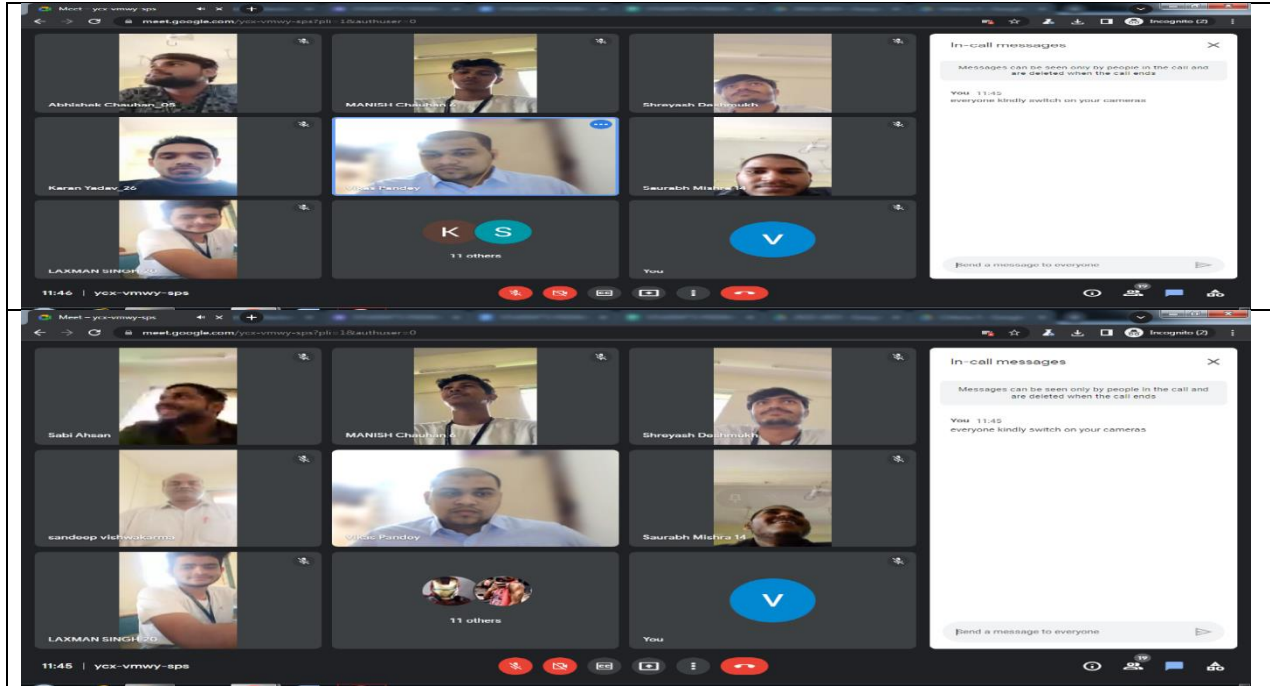 Meet – ycx-vmwy-sps
meet.google.com/ycx-vmwy-sps?pli=1&authuser=0
Incognito (2)
Abhishek Chauhan_05
MANISH Chauhan 6
Shreyash Deshmukh
Karan Yadav_26
Pandey
Saurabh Mishra 14
LAXMAN SINGH 20
K
S
11 others
V
You
In-call messages
Messages can be seen only by people in the call and
are deleted when the call ends
You 11:45
everyone kindly switch on your cameras
Send a message to everyone
11:46 | ycx-vmwy-sps
19
Meet – ycx-vmwy-sps
meet.google.com/ycx-vmwy-sps?pli=1&authuser=0
Incognito (2)
Sabi Ahsan
MANISH Chauhan 6
Shreyash Deshmukh
sandeep vishwakarma
Pandey
Saurabh Mishra 14
LAXMAN SINGH 20
11 others
V
You
In-call messages
Messages can be seen only by people in the call and
are deleted when the call ends
You 11:45
everyone kindly switch on your cameras
Send a message to everyone
11:45 | ycx-vmwy-sps
19